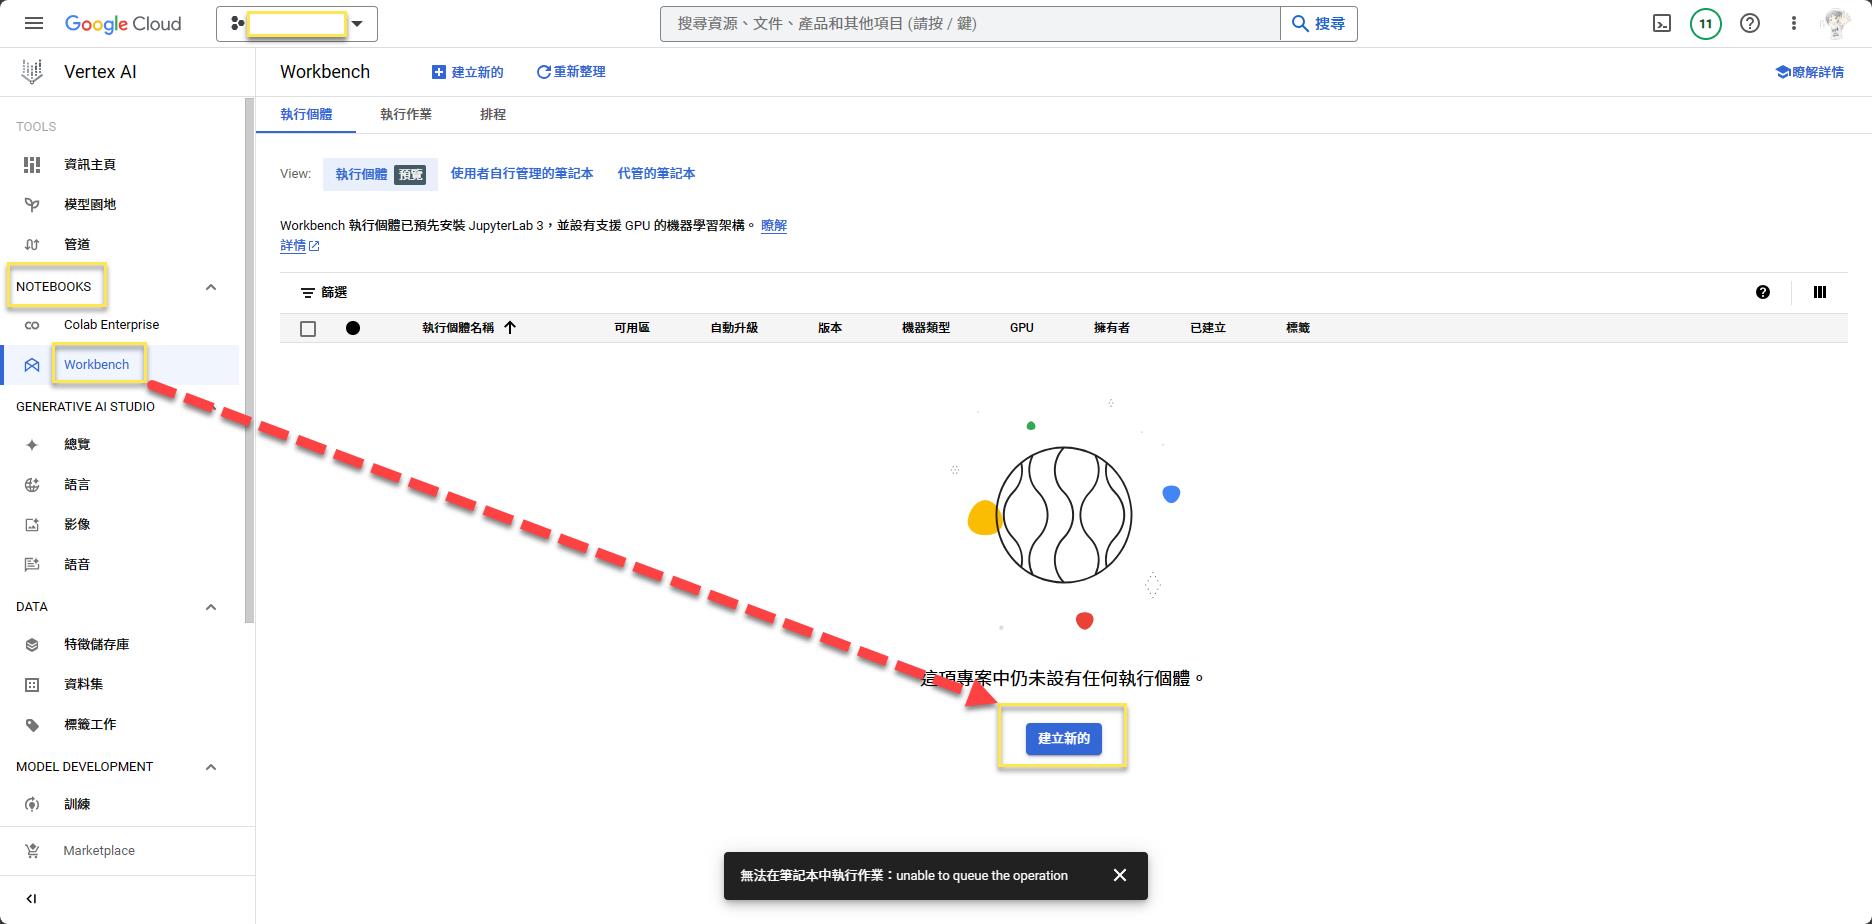 Google Cloud
搜尋資源、文件、產品和其他項目 (請按 / 鍵)
搜尋
11
Vertex AI
Workbench
建立新的
重新整理
瞭解詳情
TOOLS
資訊主頁
模型園地
管道
NOTEBOOKS
Colab Enterprise
Workbench
GENERATIVE AI STUDIO
總覽
語言
影像
語音
DATA
特徵儲存庫
資料集
標籤工作
MODEL DEVELOPMENT
訓練
Marketplace
執行個體
執行作業
排程
View:
執行個體 預覽
使用者自行管理的筆記本
代管的筆記本
Workbench 執行個體已預先安裝 JupyterLab 3，並設有支援 GPU 的機器學習架構。 瞭解
詳情
篩選
執行個體名稱
可用區
自動升級
版本
機器類型
GPU
擁有者
已建立
標籤
這項專案中仍未設有任何執行個體。
建立新的
無法在筆記本中執行作業：unable to queue the operation